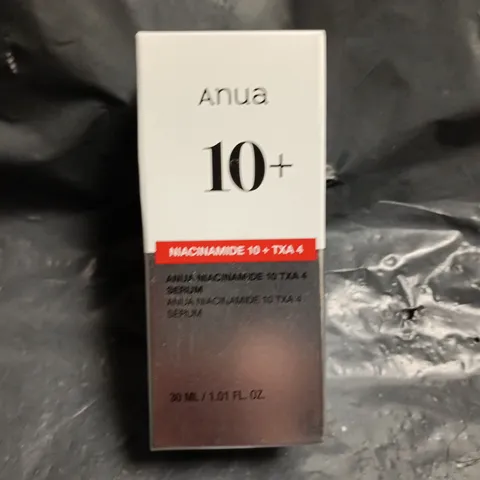 Anua
10+
NIACINAMIDE 10 + TXA 4
ANUA NIACINAMIDE 10 TXA 4
SERUM
ANUA NIACINAMIDE 10 TXA 4
SERUM
30 ML / 1.01 FL. OZ.